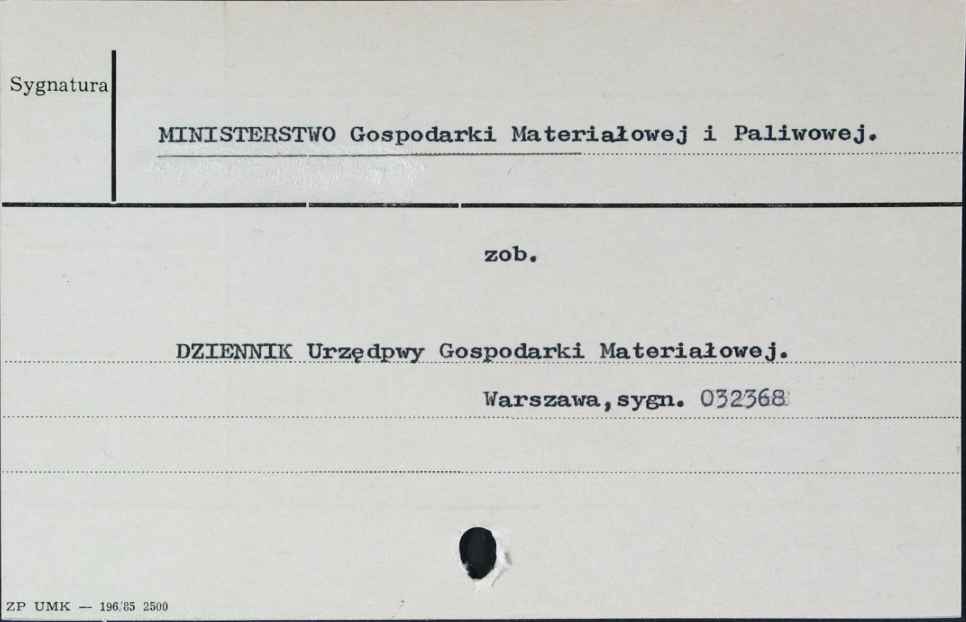 Sygnatura
MINISTERSTWO Gospodarki Materiałowej i Paliwowej.
zob.
DZIENNIK Urzędpwy Gospodarki Materiałowej.
Warszawa,sygn. 032368
ZP UMK — 196/85 2500